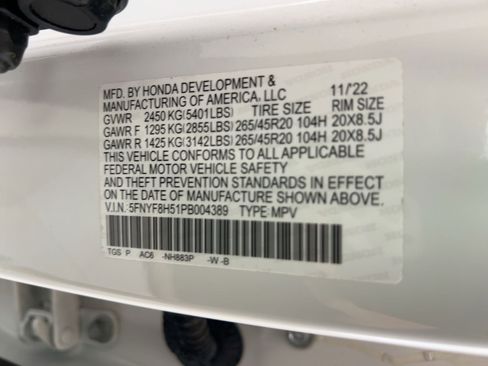 MFD. BY HONDA DEVELOPMENT & 11/'22
MANUFACTURING OF AMERICA, LLC
GVWR 2450 KG(5401LBS) TIRE SIZE RIM SIZE
GAWR F 1295 KG(2855LBS) 265/45R20 104H 20X8.5J
GAWR R 1425 KG(3142LBS) 265/45R20 104H 20X8.5J
THIS VEHICLE CONFORMS TO ALL APPLICABLE
FEDERAL MOTOR VEHICLE SAFETY
AND THEFT PREVENTION STANDARDS IN EFFECT
ON THE DATE OF MANUFACTURE SHOWN ABOVE.
V.I.N. 5FNYF8H51PB004389 TYPE: MPV
TGS P AC6 -NH883P -W -B